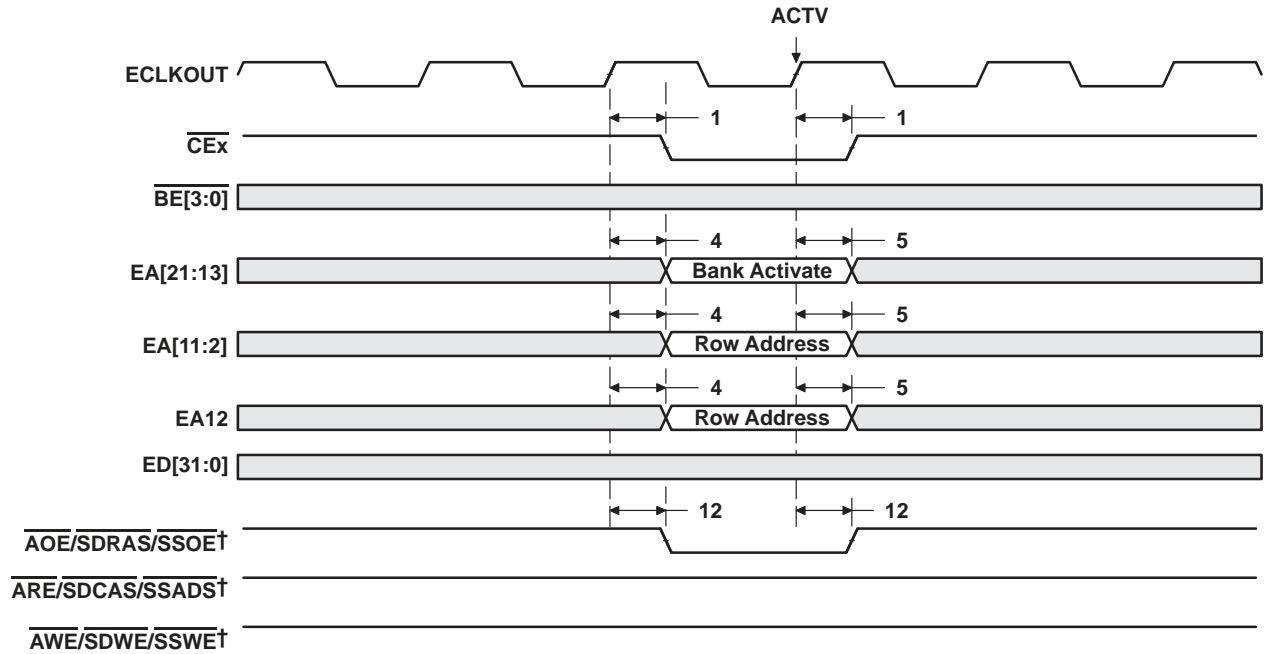 ACTV
ECLKOUT
1 1
CEx
BE[3:0]
4 5
EA[21:13] Bank Activate
4 5
EA[11:2] Row Address
4 5
EA12 Row Address
ED[31:0]
12 12
AOE/SDRAS/SSOE†
ARE/SDCAS/SSADS†
AWE/SDWE/SSWE†